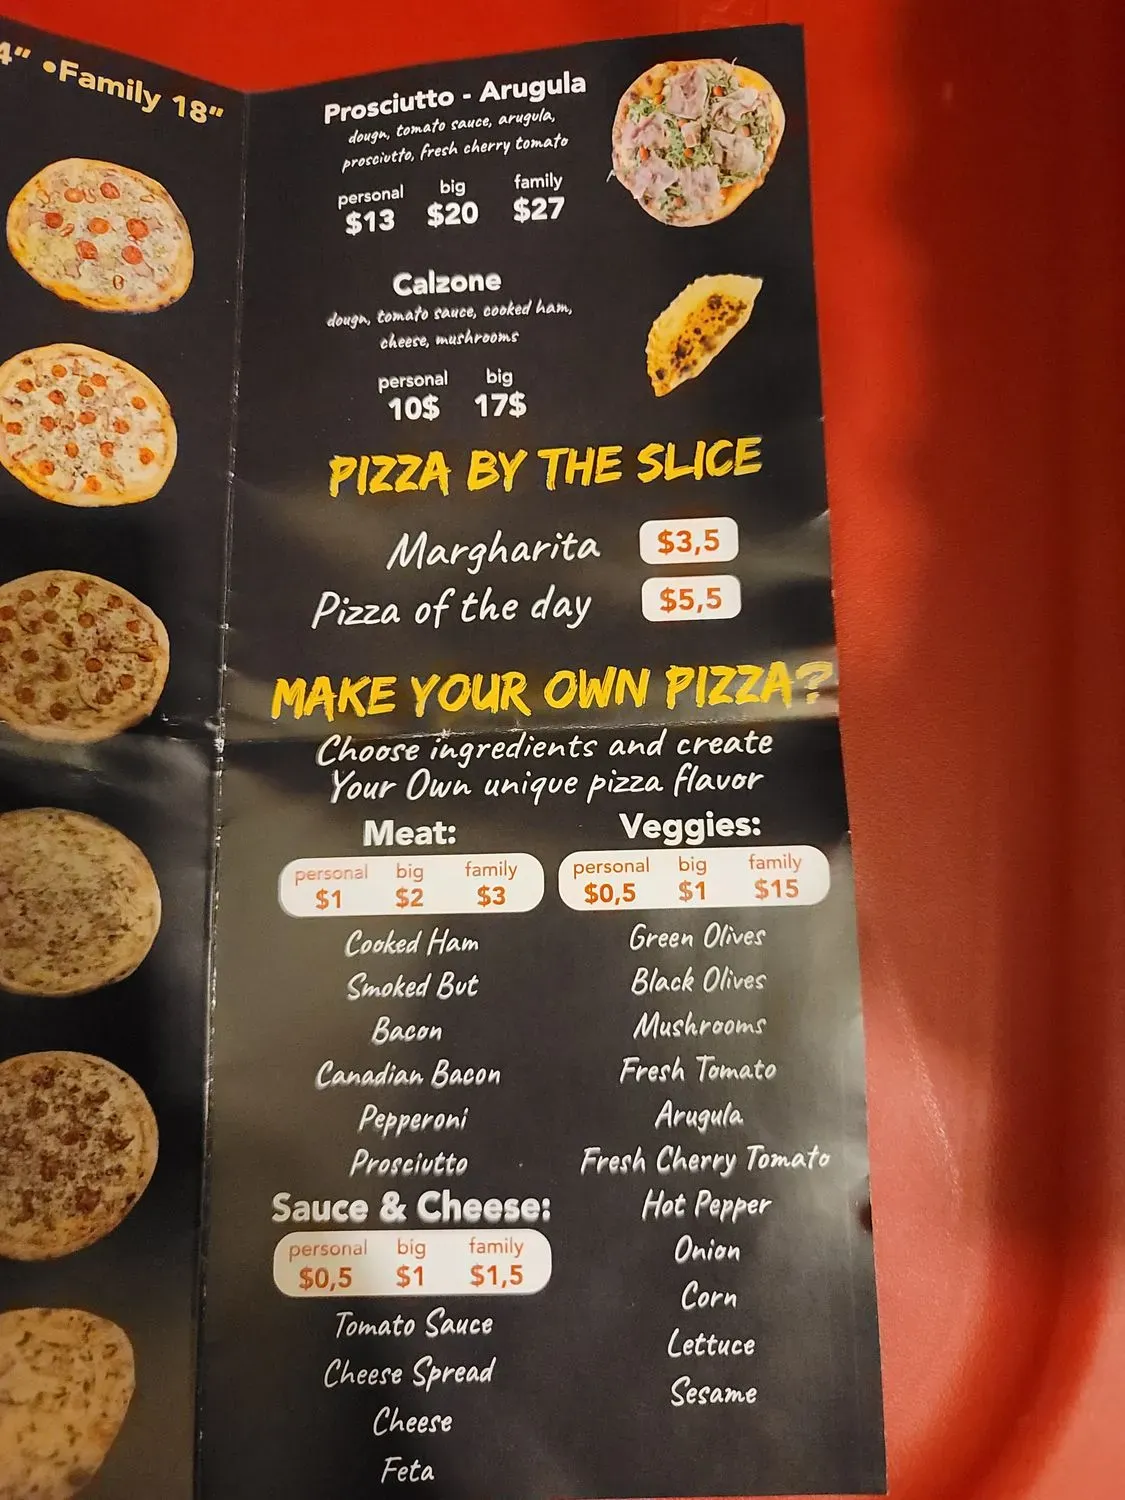 4" •Family 18"
Prosciutto - Arugula
dougn, tomato sauce, arugula,
prosciutto, fresh cherry tomato
personal big family
$13 $20 $27
Calzone
dougn, tomato sauce, cooked ham,
cheese, mushrooms
personal big
10$ 17$
PIZZA BY THE SLICE
Margharita $3,5
Pizza of the day $5,5
MAKE YOUR OWN PIZZA?
Choose ingredients and create
Your Own unique pizza flavor
Meat:
personal big family
$1 $2 $3
Cooked Ham
Smoked But
Bacon
Canadian Bacon
Pepperoni
Prosciutto
Sauce & Cheese:
personal big family
$0,5 $1 $1,5
Tomato Sauce
Cheese Spread
Cheese
Feta
Veggies:
personal big family
$0,5 $1 $15
Green Olives
Black Olives
Mushrooms
Fresh Tomato
Arugula
Fresh Cherry Tomato
Hot Pepper
Onion
Corn
Lettuce
Sesame